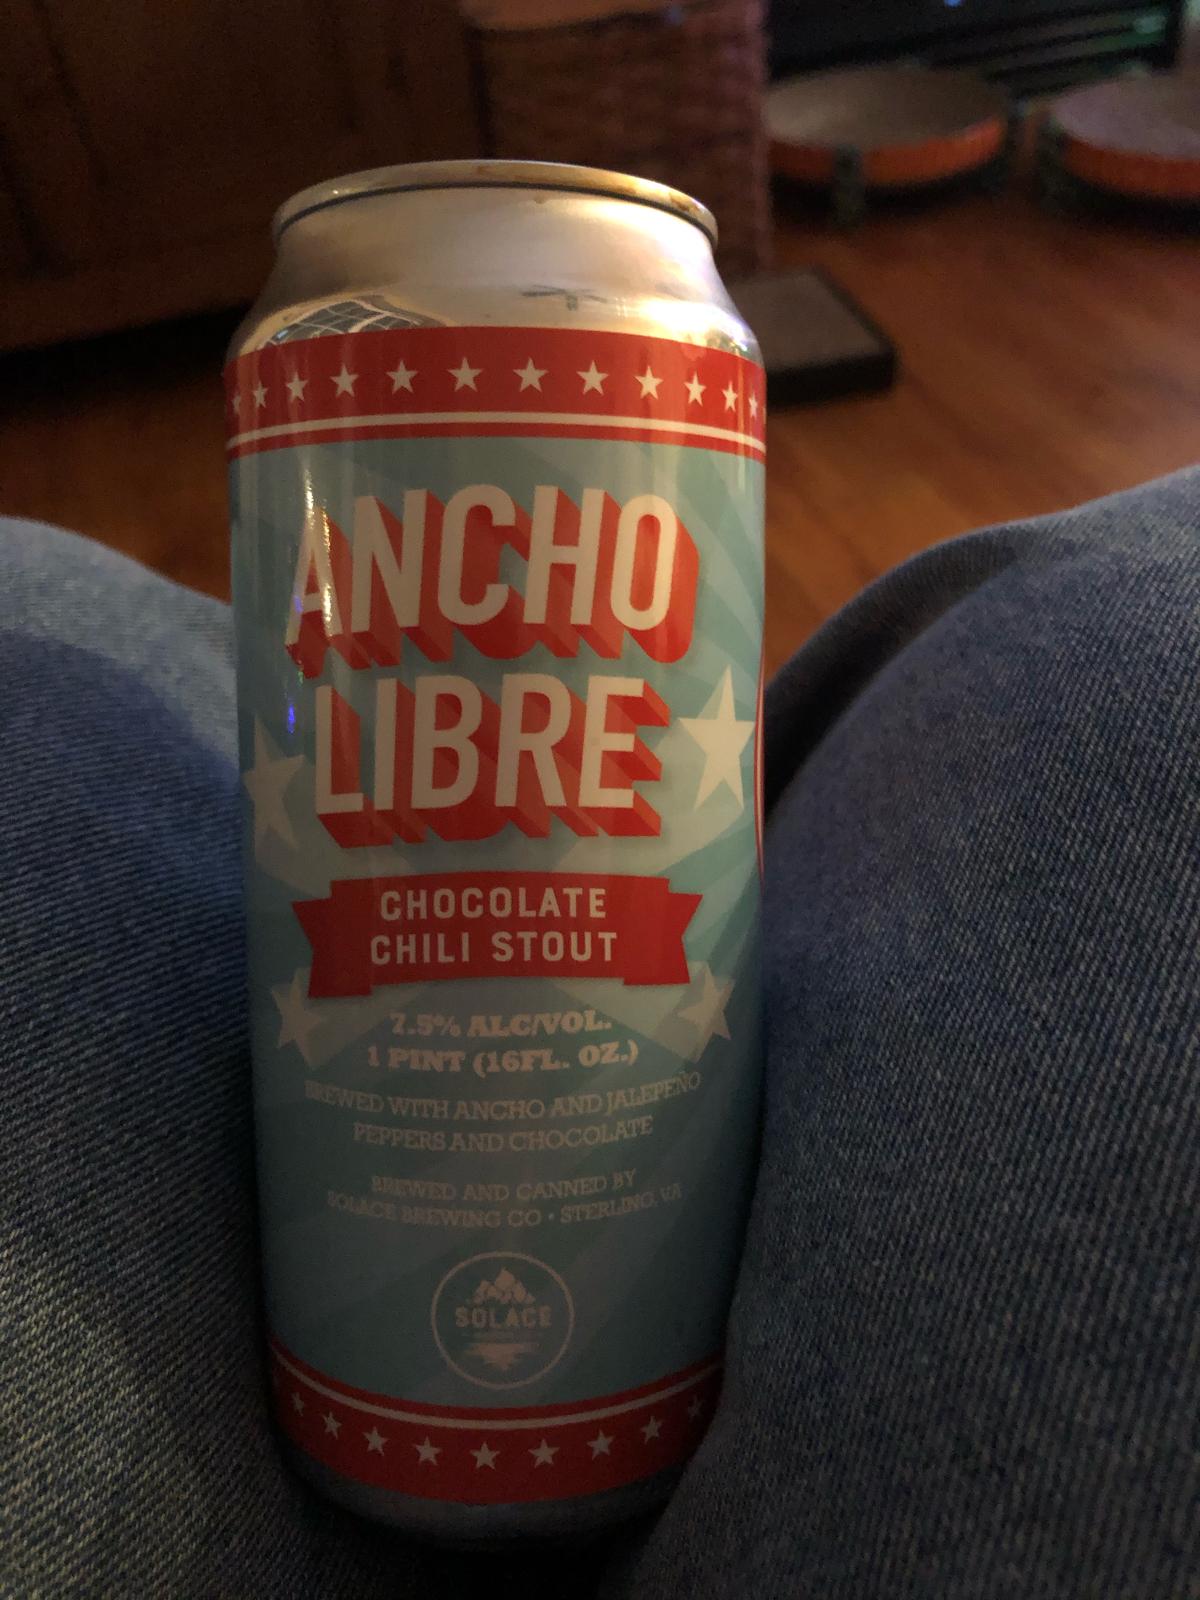 ANCHO
LIBRE
CHOCOLATE
CHILI STOUT
7.5% ALC/VOL.
1 PINT (16FL. OZ.)
BREWED WITH ANCHO AND JALEPEÑO
PEPPERS AND CHOCOLATE
BREWED AND CANNED BY
SOLACE BREWING CO • STERLING, VA
SOLACE